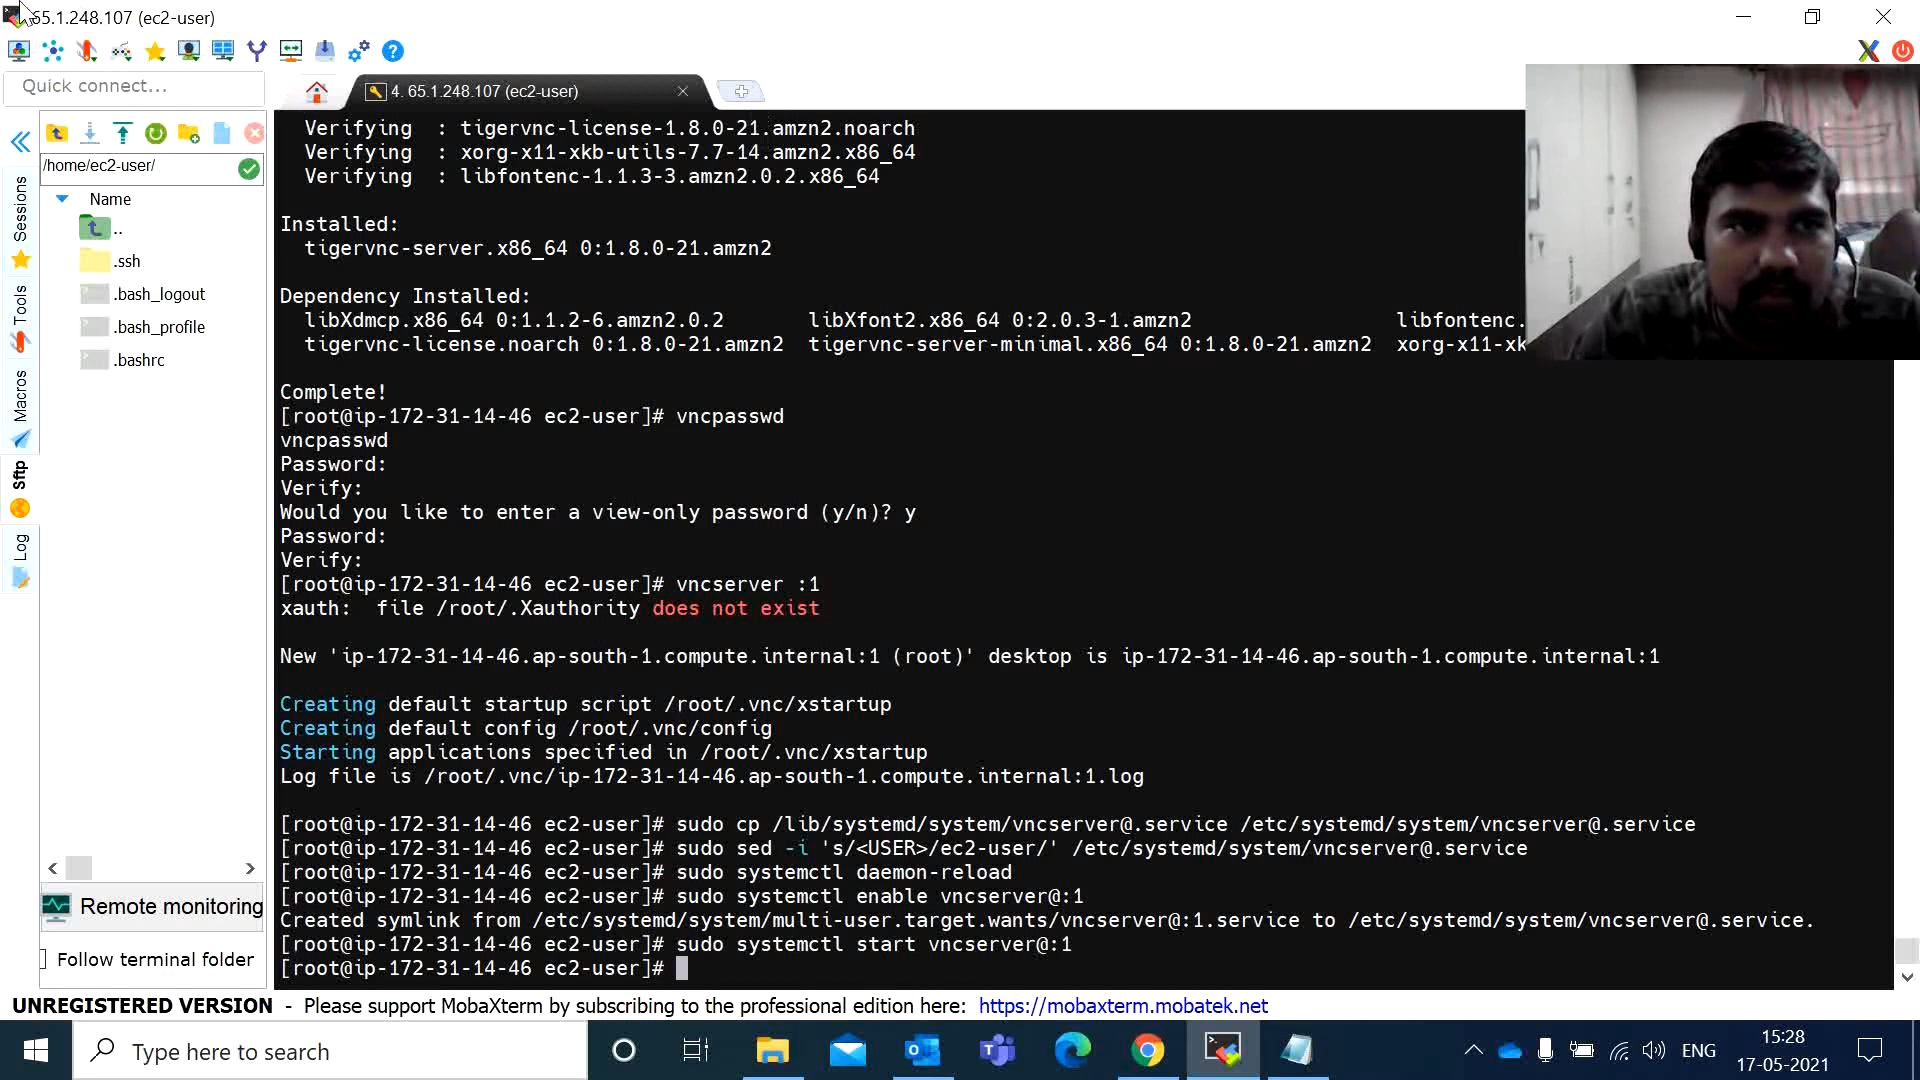 65.1.248.107 (ec2-user)
Quick connect...
4. 65.1.248.107 (ec2-user)
/home/ec2-user/
Name
..
.ssh
.bash_logout
.bash_profile
.bashrc
Sessions
Tools
Macros
Sftp
Log
Remote monitoring
Follow terminal folder
Verifying : tigervnc-license-1.8.0-21.amzn2.noarch
Verifying : xorg-x11-xkb-utils-7.7-14.amzn2.x86_64
Verifying : libfontenc-1.1.3-3.amzn2.0.2.x86_64
Installed:
tigervnc-server.x86_64 0:1.8.0-21.amzn2
Dependency Installed:
libXdmcp.x86_64 0:1.1.2-6.amzn2.0.2 libXfont2.x86_64 0:2.0.3-1.amzn2 libfontenc.
tigervnc-license.noarch 0:1.8.0-21.amzn2 tigervnc-server-minimal.x86_64 0:1.8.0-21.amzn2 xorg-x11-xk
Complete!
[root@ip-172-31-14-46 ec2-user]# vncpasswd
vncpasswd
Password:
Verify:
Would you like to enter a view-only password (y/n)? y
Password:
Verify:
[root@ip-172-31-14-46 ec2-user]# vncserver :1
xauth:  file /root/.Xauthority does not exist
New 'ip-172-31-14-46.ap-south-1.compute.internal:1 (root)' desktop is ip-172-31-14-46.ap-south-1.compute.internal:1
Creating default startup script /root/.vnc/xstartup
Creating default config /root/.vnc/config
Starting applications specified in /root/.vnc/xstartup
Log file is /root/.vnc/ip-172-31-14-46.ap-south-1.compute.internal:1.log
[root@ip-172-31-14-46 ec2-user]# sudo cp /lib/systemd/system/vncserver@.service /etc/systemd/system/vncserver@.service
[root@ip-172-31-14-46 ec2-user]# sudo sed -i 's/<USER>/ec2-user/' /etc/systemd/system/vncserver@.service
[root@ip-172-31-14-46 ec2-user]# sudo systemctl daemon-reload
[root@ip-172-31-14-46 ec2-user]# sudo systemctl enable vncserver@:1
Created symlink from /etc/systemd/system/multi-user.target.wants/vncserver@:1.service to /etc/systemd/system/vncserver@.service.
[root@ip-172-31-14-46 ec2-user]# sudo systemctl start vncserver@:1
[root@ip-172-31-14-46 ec2-user]#
UNREGISTERED VERSION - Please support MobaXterm by subscribing to the professional edition here: https://mobaxterm.mobatek.net
Type here to search
ENG
15:28
17-05-2021